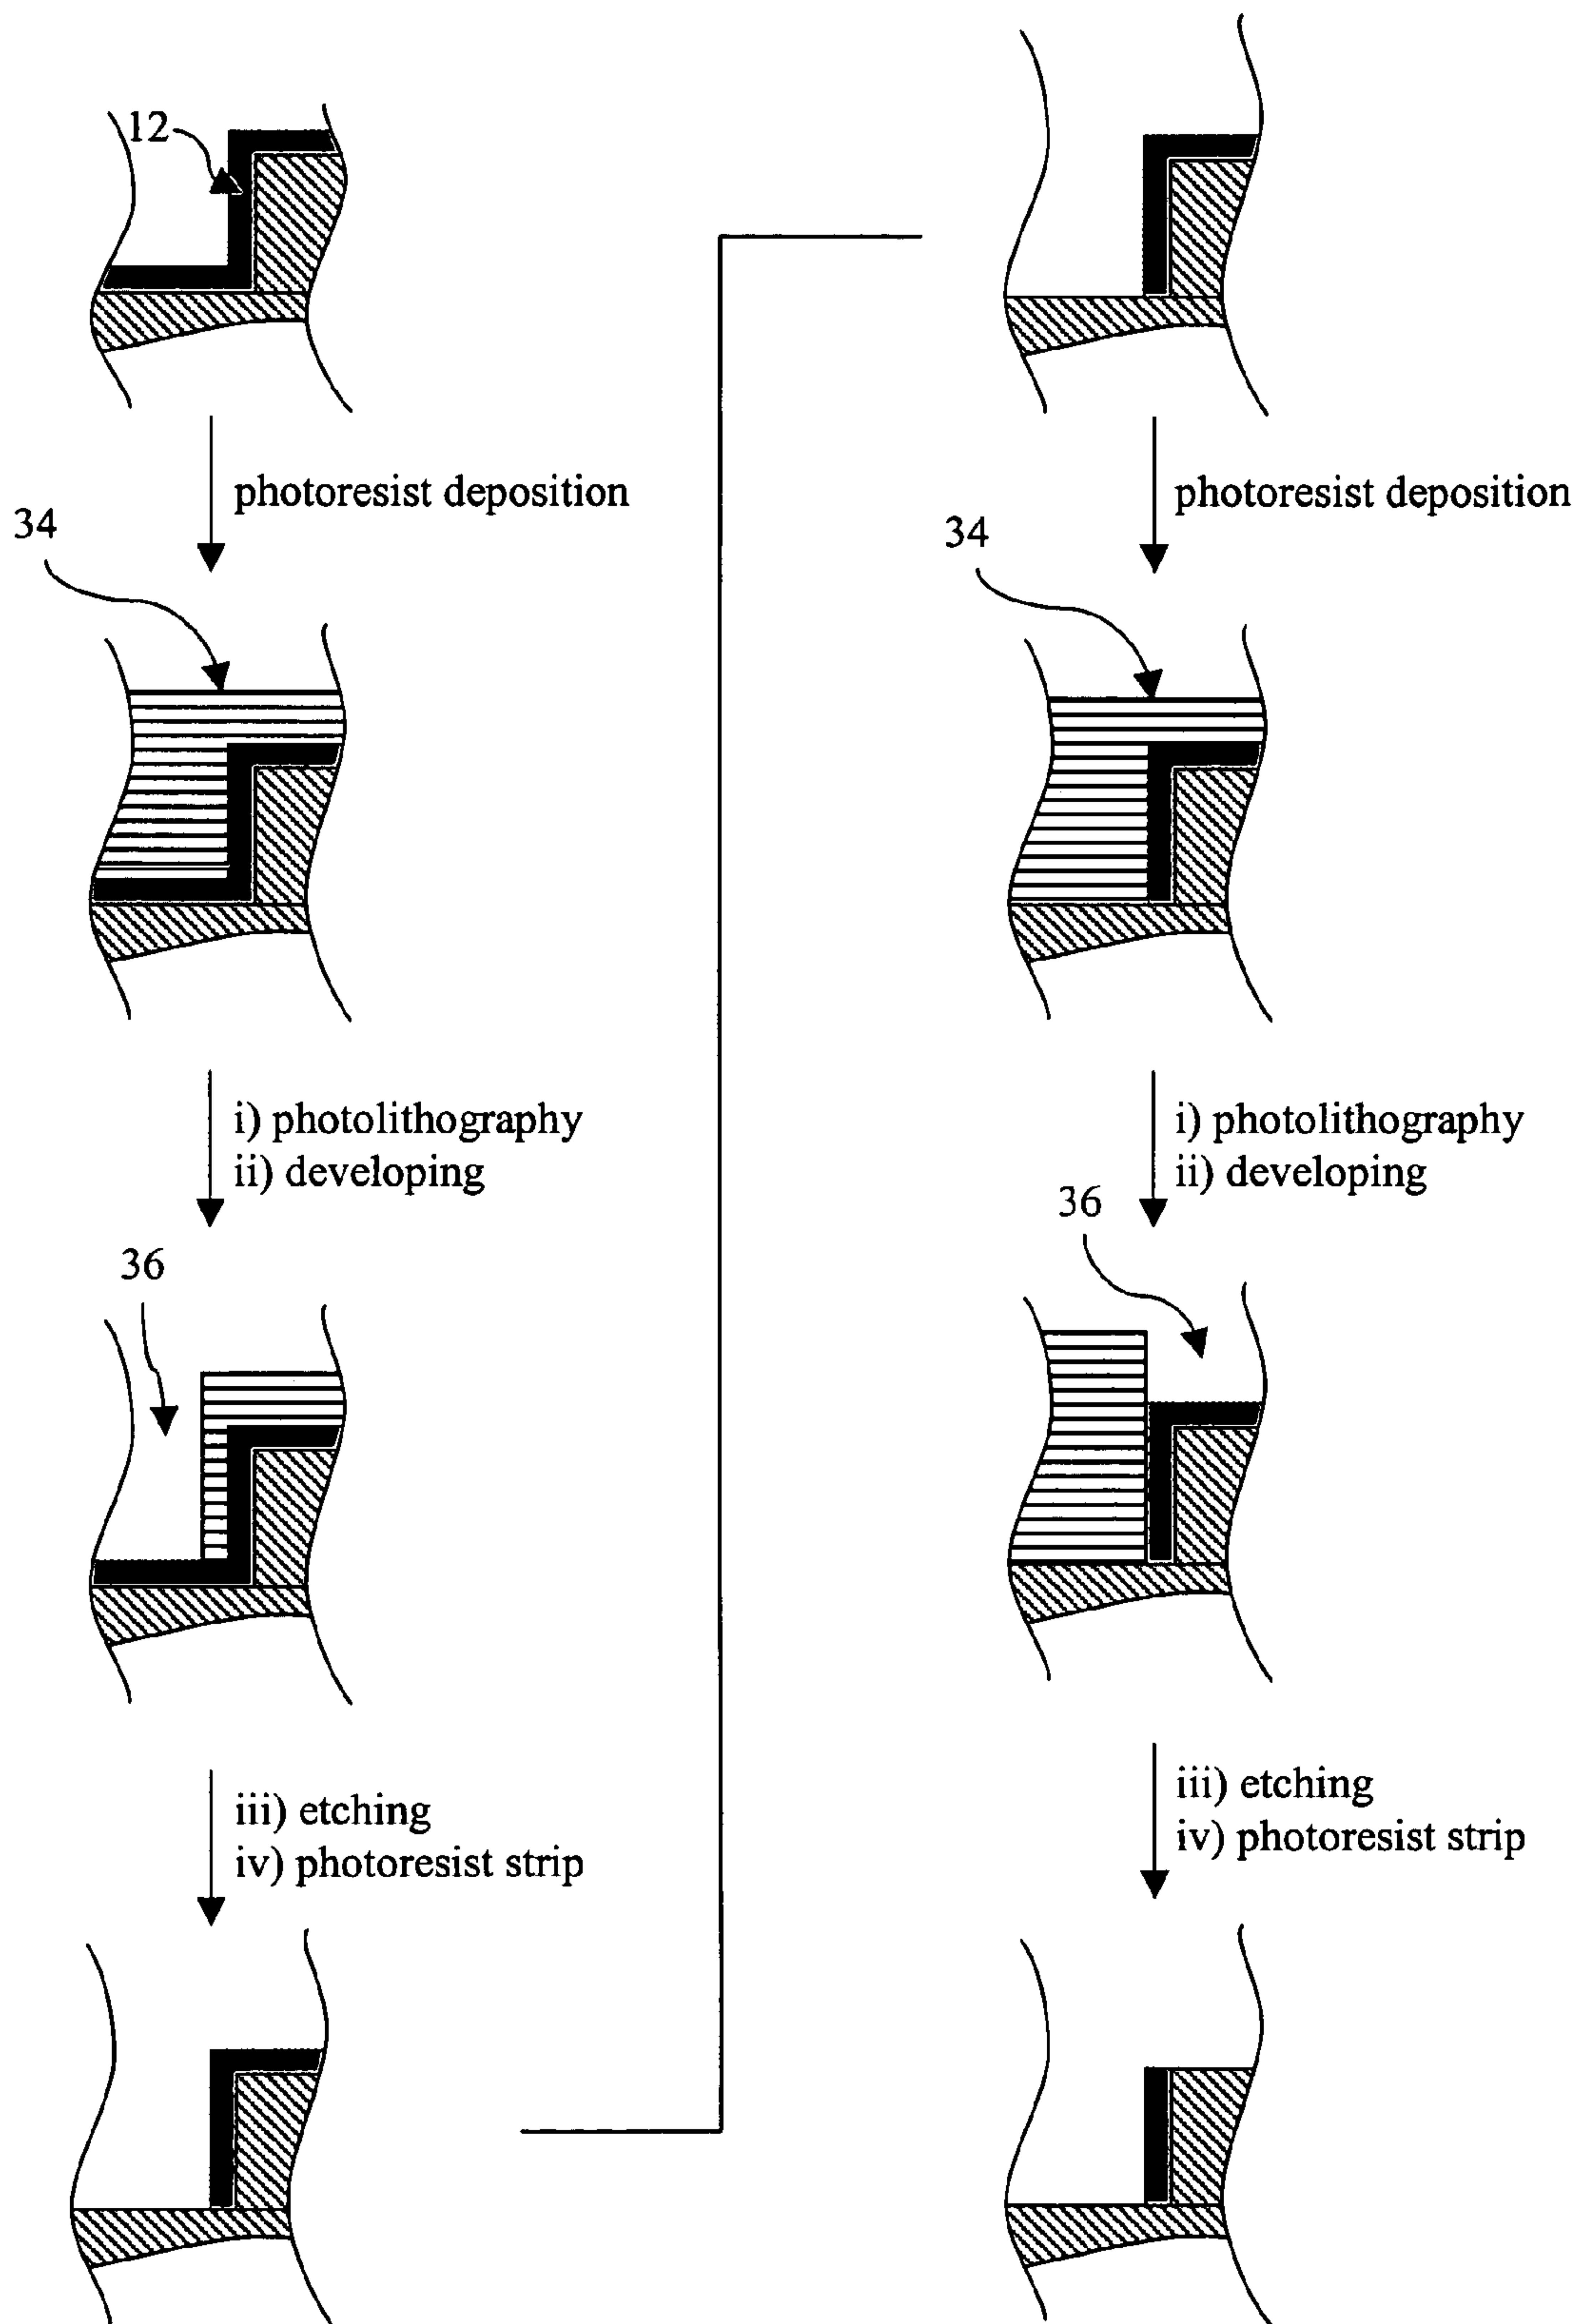 12
photoresist deposition
34
i) photolithography
ii) developing
36
iii) etching
iv) photoresist strip
photoresist deposition
34
i) photolithography
ii) developing
36
iii) etching
iv) photoresist strip